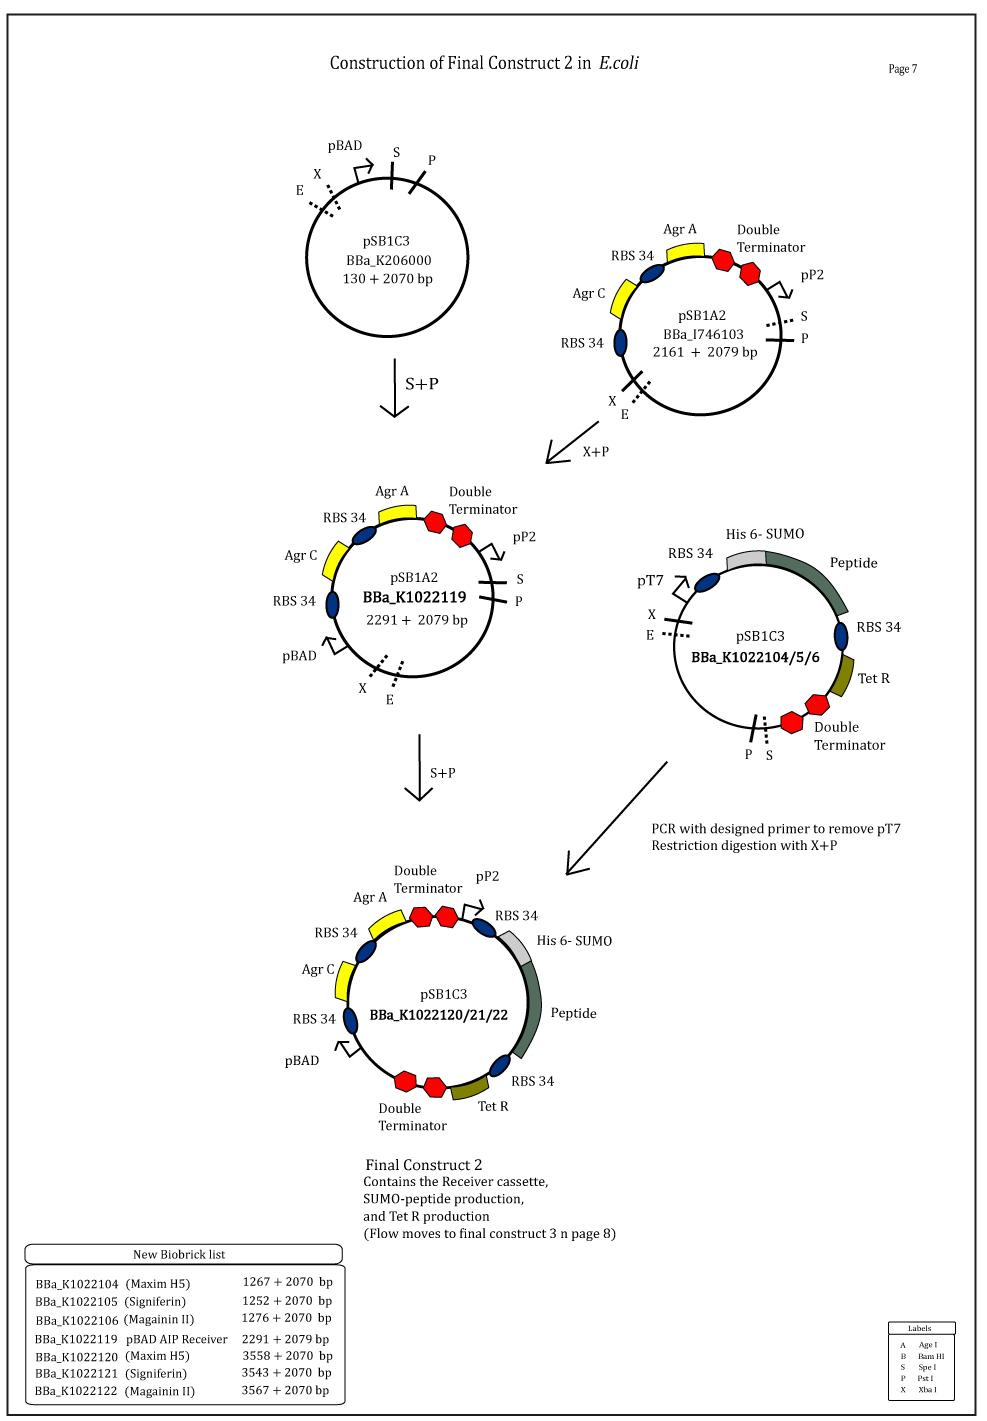 Construction of Final Construct 2 in E.coli
Page 7
pBAD
S
P
X
E
pSB1C3
BBa_K206000
130 + 2070 bp
S+P
Agr A
Double
Terminator
RBS 34
pP2
Agr C
S
RBS 34
P
pSB1A2
BBa_I746103
2161 + 2079 bp
X
E
X+P
Agr A
Double
Terminator
RBS 34
pP2
Agr C
S
RBS 34
P
pSB1A2
BBa_K1022119
2291 + 2079 bp
pBAD
X
E
His 6- SUMO
RBS 34
Peptide
pT7
X
E
RBS 34
pSB1C3
BBa_K1022104/5/6
Tet R
Double
Terminator
P
S
S+P
PCR with designed primer to remove pT7
Restriction digestion with X+P
Double
Terminator
pP2
Agr A
RBS 34
RBS 34
His 6- SUMO
Agr C
pSB1C3
BBa_K1022120/21/22
RBS 34
Peptide
pBAD
RBS 34
Tet R
Double
Terminator
Final Construct 2
Contains the Receiver cassette,
SUMO-peptide production,
and Tet R production
(Flow moves to final construct 3 n page 8)
New Biobrick list
BBa_K1022104 (Maxim H5) 1267 + 2070 bp
BBa_K1022105 (Signiferin) 1252 + 2070 bp
BBa_K1022106 (Magainin II) 1276 + 2070 bp
BBa_K1022119 pBAD AIP Receiver 2291 + 2079 bp
BBa_K1022120 (Maxim H5) 3558 + 2070 bp
BBa_K1022121 (Signiferin) 3543 + 2070 bp
BBa_K1022122 (Magainin II) 3567 + 2070 bp
Labels
A Age I
B Bam HI
S Spe I
P Pst I
X Xba I